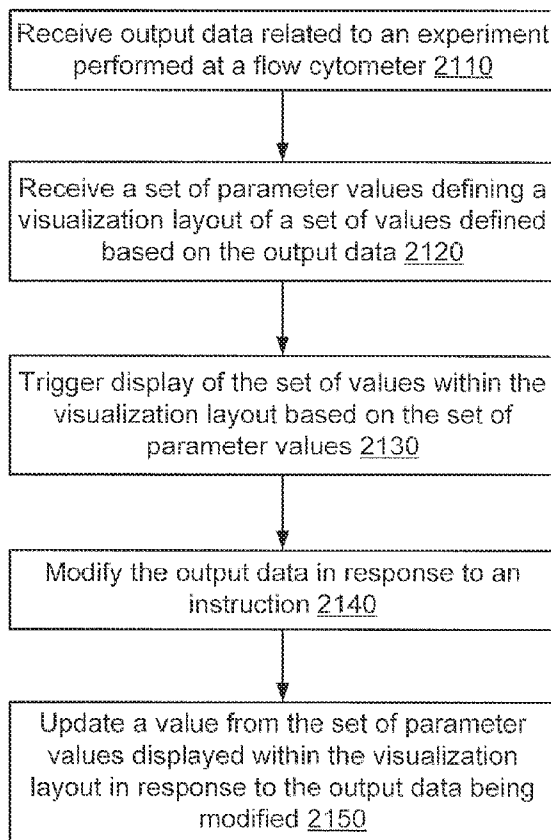 Receive output data related to an experiment
performed at a flow cytometer 2110
Receive a set of parameter values defining a
visualization layout of a set of values defined
based on the output data 2120
Trigger display of the set of values within the
visualization layout based on the set of
parameter values 2130
Modify the output data in response to an
instruction 2140
Update a value from the set of parameter
values displayed within the visualization
layout in response to the output data being
modified 2150